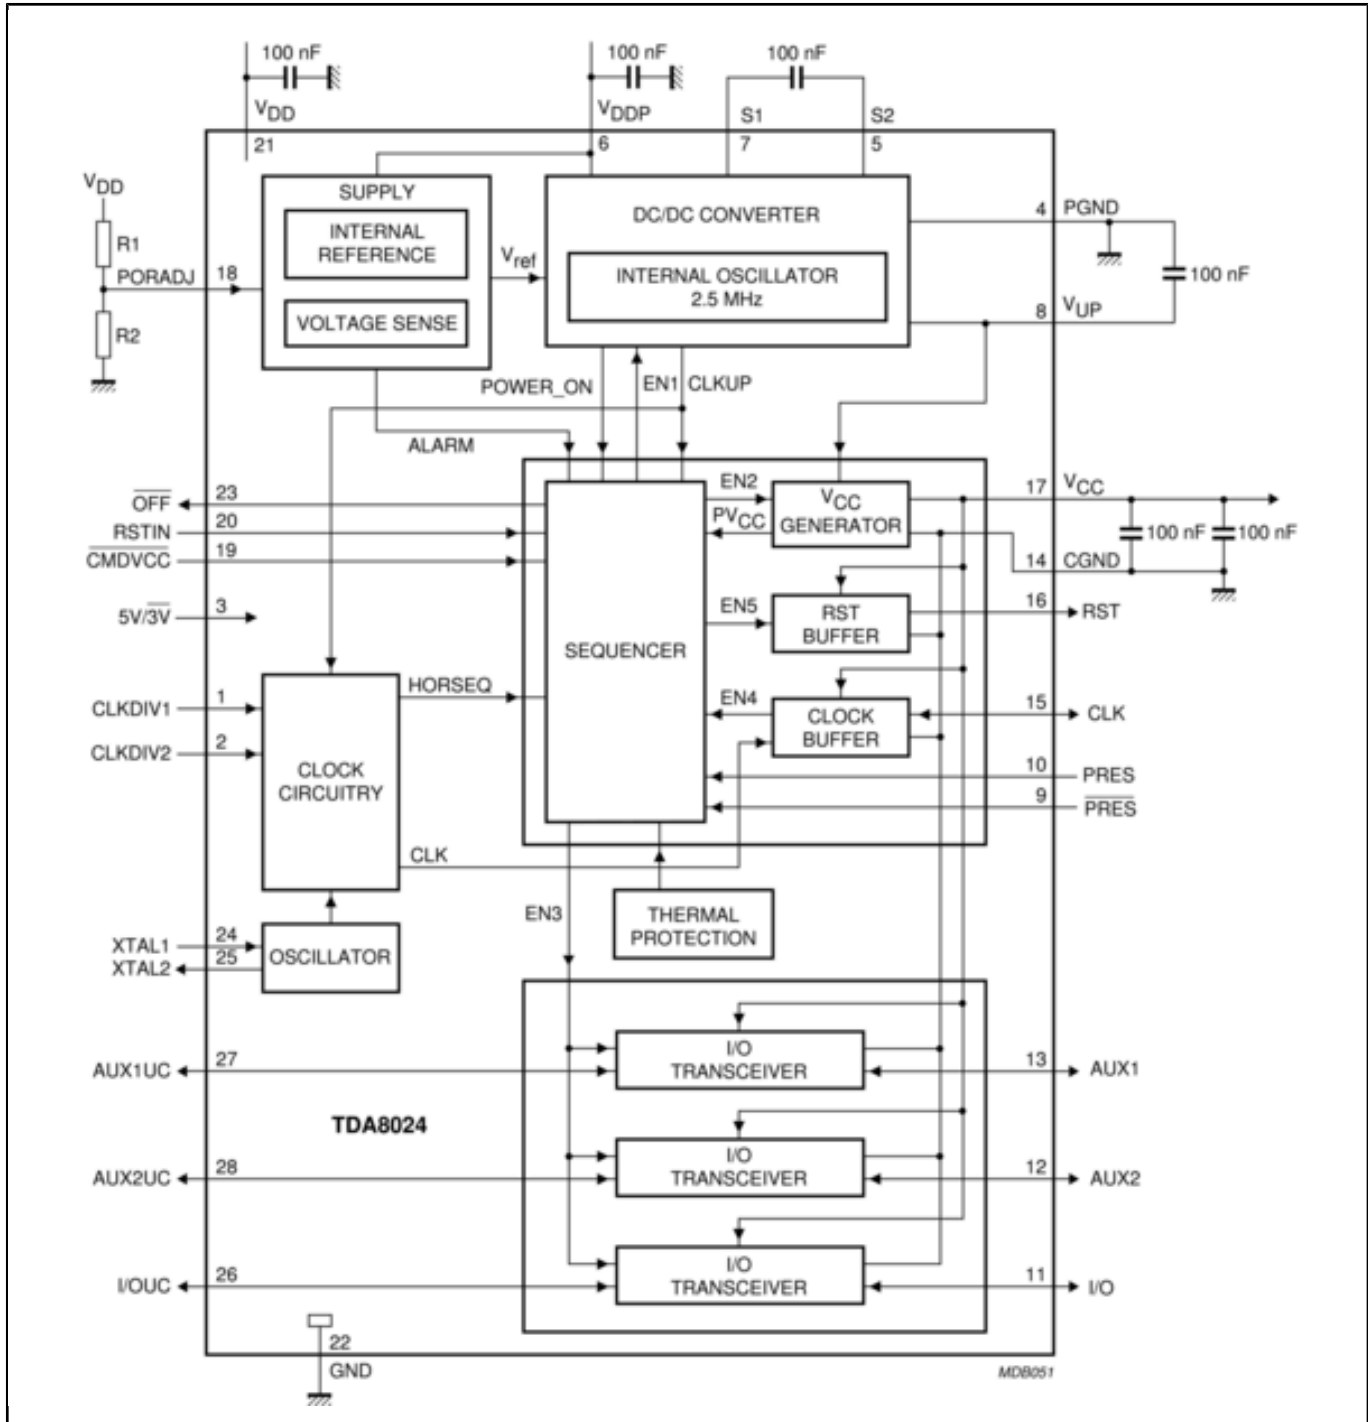 100 nF
100 nF
100 nF
VDD
VDDP
S1
S2
21
6
7
5
VDD
R1
PORADJ
18
R2
SUPPLY
INTERNAL
REFERENCE
VOLTAGE SENSE
Vref
DC/DC CONVERTER
INTERNAL OSCILLATOR
2.5 MHz
4
PGND
100 nF
8
VUP
POWER_ON
EN1
CLKUP
ALARM
OFF
23
RSTIN
20
CMDVCC
19
5V/3V
3
CLKDIV1
1
CLKDIV2
2
HORSEQ
CLOCK
CIRCUITRY
CLK
SEQUENCER
EN2
PVCC
VCC
GENERATOR
17
VCC
100 nF
100 nF
14
CGND
EN5
RST
BUFFER
16
RST
EN4
CLOCK
BUFFER
15
CLK
10
PRES
9
PRES
EN3
THERMAL
PROTECTION
XTAL1
24
XTAL2
25
OSCILLATOR
AUX1UC
27
I/O
TRANSCEIVER
13
AUX1
TDA8024
AUX2UC
28
I/O
TRANSCEIVER
12
AUX2
I/OUC
26
I/O
TRANSCEIVER
11
I/O
22
GND
MDB051